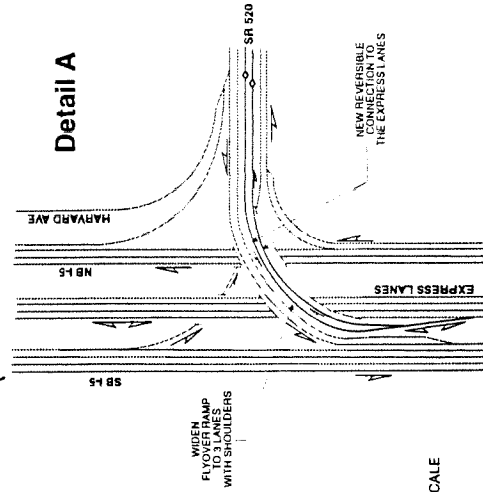 Detail A
HARVARD AVE
NB I-5
SB I-5
SR 520
EXPRESS LANES
NEW REVERSIBLE
CONNECTION TO
THE EXPRESS LANES
WIDEN
FLYOVER RAMP
TO 3 LANES
WITH SHOULDERS
CALE